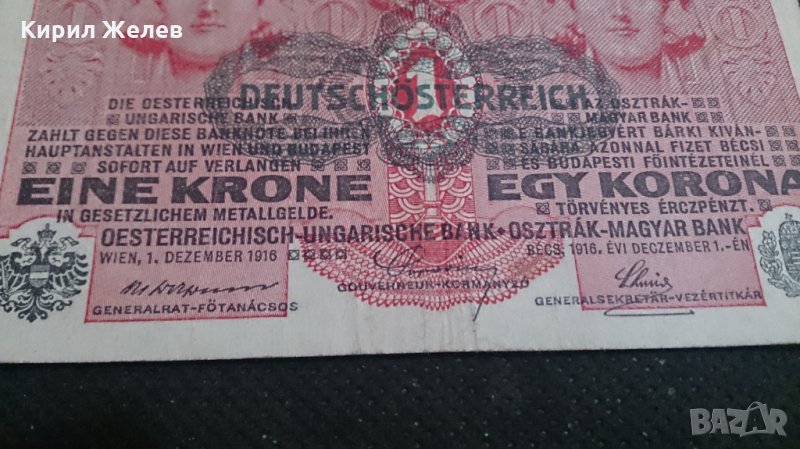 Кирил Желев
DEUTSCHÖSTERREICH
1
DIE OESTERREICHISCH- AZ OSZTRÁK-
UNGARISCHE BANK MAGYAR BANK
ZAHLT GEGEN DIESE BANKNOTE BEI IHREN E BANKJEGYÉRT BÁRKI KIVÁN-
HAUPTANSTALTEN IN WIEN UND BUDAPEST SÁGÁRA AZONNAL FIZET BÉCSI
SOFORT AUF VERLANGEN ÉS BUDAPESTI FŐINTÉZETEINÉL
EINE KRONE EGY KORONA
IN GESETZLICHEM METALLGELDE. TÖRVÉNYES ÉRCZPÉNZT.
OESTERREICHISCH-UNGARISCHE BANK • OSZTRÁK-MAGYAR BANK
WIEN, 1. DEZEMBER 1916 BÉCS, 1916. ÉVI DECZEMBER 1.-ÉN
GOUVERNEUR-KORMÁNYZÓ
GENERALRAT-FŐTANÁCSOS GENERALSEKRETÄR-VEZÉRTITKÁR
BAZAR